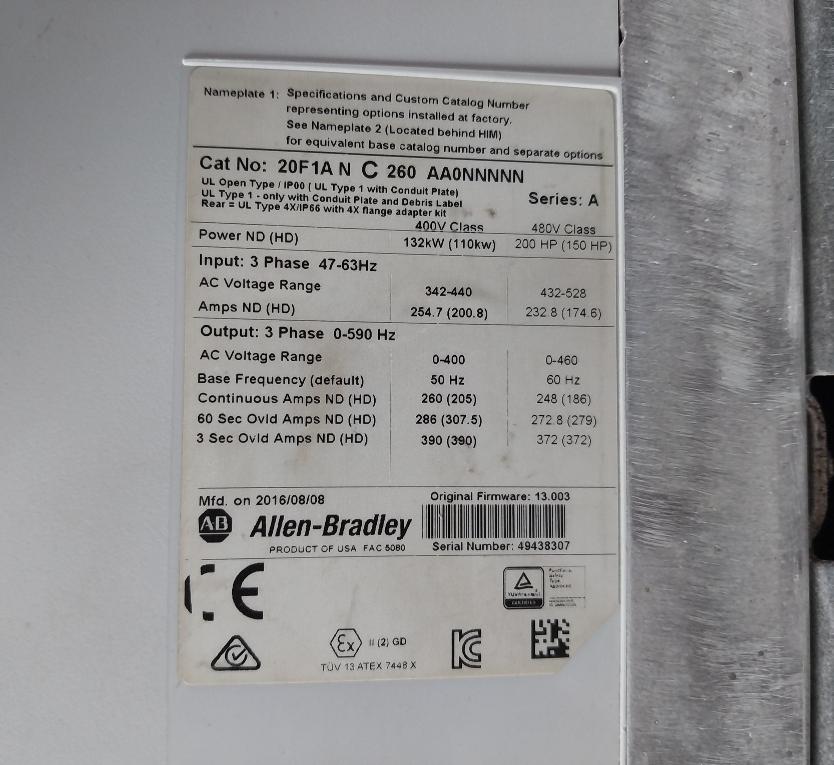 Nameplate 1: Specifications and Custom Catalog Number
representing options installed at factory.
See Nameplate 2 (Located behind HIM)
for equivalent base catalog number and separate options
Cat No: 20F1A N C 260 AA0NNNNN
UL Open Type / IP00 ( UL Type 1 with Conduit Plate)
UL Type 1 - only with Conduit Plate and Debris Label
Rear = UL Type 4X/IP66 with 4X flange adapter kit
Series: A
400V Class 480V Class
Power ND (HD) 132kW (110kw) 200 HP (150 HP)
Input: 3 Phase 47-63Hz
AC Voltage Range 342-440 432-528
Amps ND (HD) 254.7 (200.8) 232.8 (174.6)
Output: 3 Phase 0-590 Hz
AC Voltage Range 0-400 0-460
Base Frequency (default) 50 Hz 60 Hz
Continuous Amps ND (HD) 260 (205) 248 (186)
60 Sec Ovld Amps ND (HD) 286 (307.5) 272.8 (279)
3 Sec Ovld Amps ND (HD) 390 (390) 372 (372)
Mfd. on 2016/08/08 Original Firmware: 13.003
AB Allen-Bradley
PRODUCT OF USA FAC 5080 Serial Number: 49438307
CE
Ex II (2) GD
TÜV 13 ATEX 7448 X